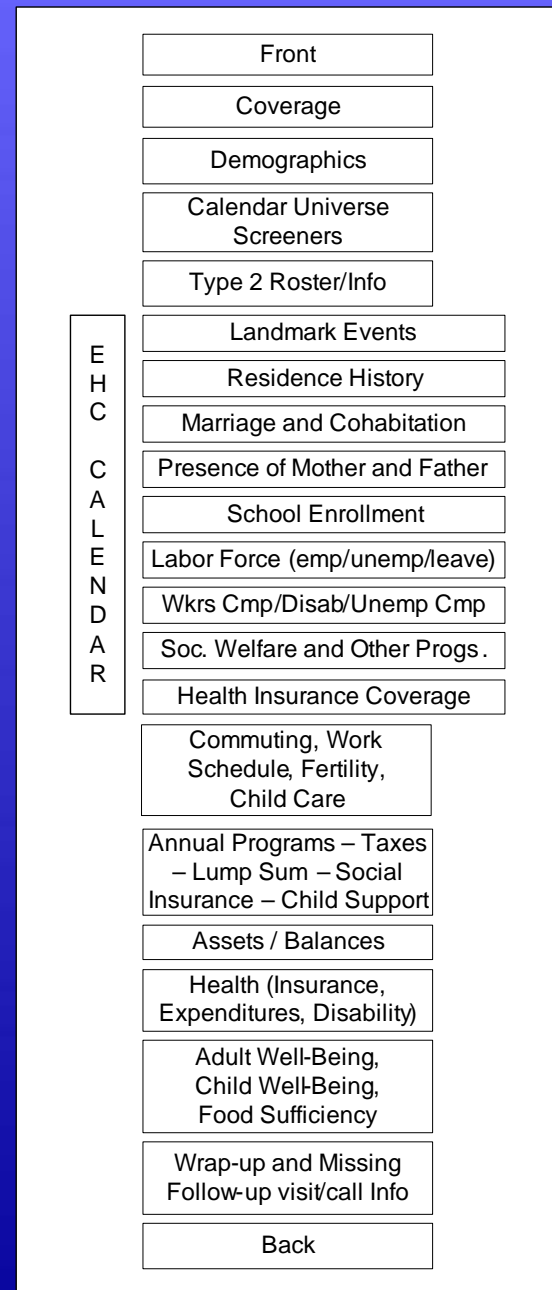 Front
Coverage
Demographics
Calendar Universe
Screeners
Type 2 Roster/Info
EHC CALENDAR
Landmark Events
Residence History
Marriage and Cohabitation
Presence of Mother and Father
School Enrollment
Labor Force (emp/unemp/leave)
Wkrs Cmp/Disab/Unemp Cmp
Soc. Welfare and Other Progs.
Health Insurance Coverage
Commuting, Work
Schedule, Fertility,
Child Care
Annual Programs – Taxes
– Lump Sum – Social
Insurance – Child Support
Assets / Balances
Health (Insurance,
Expenditures, Disability)
Adult Well-Being,
Child Well-Being,
Food Sufficiency
Wrap-up and Missing
Follow-up visit/call Info
Back